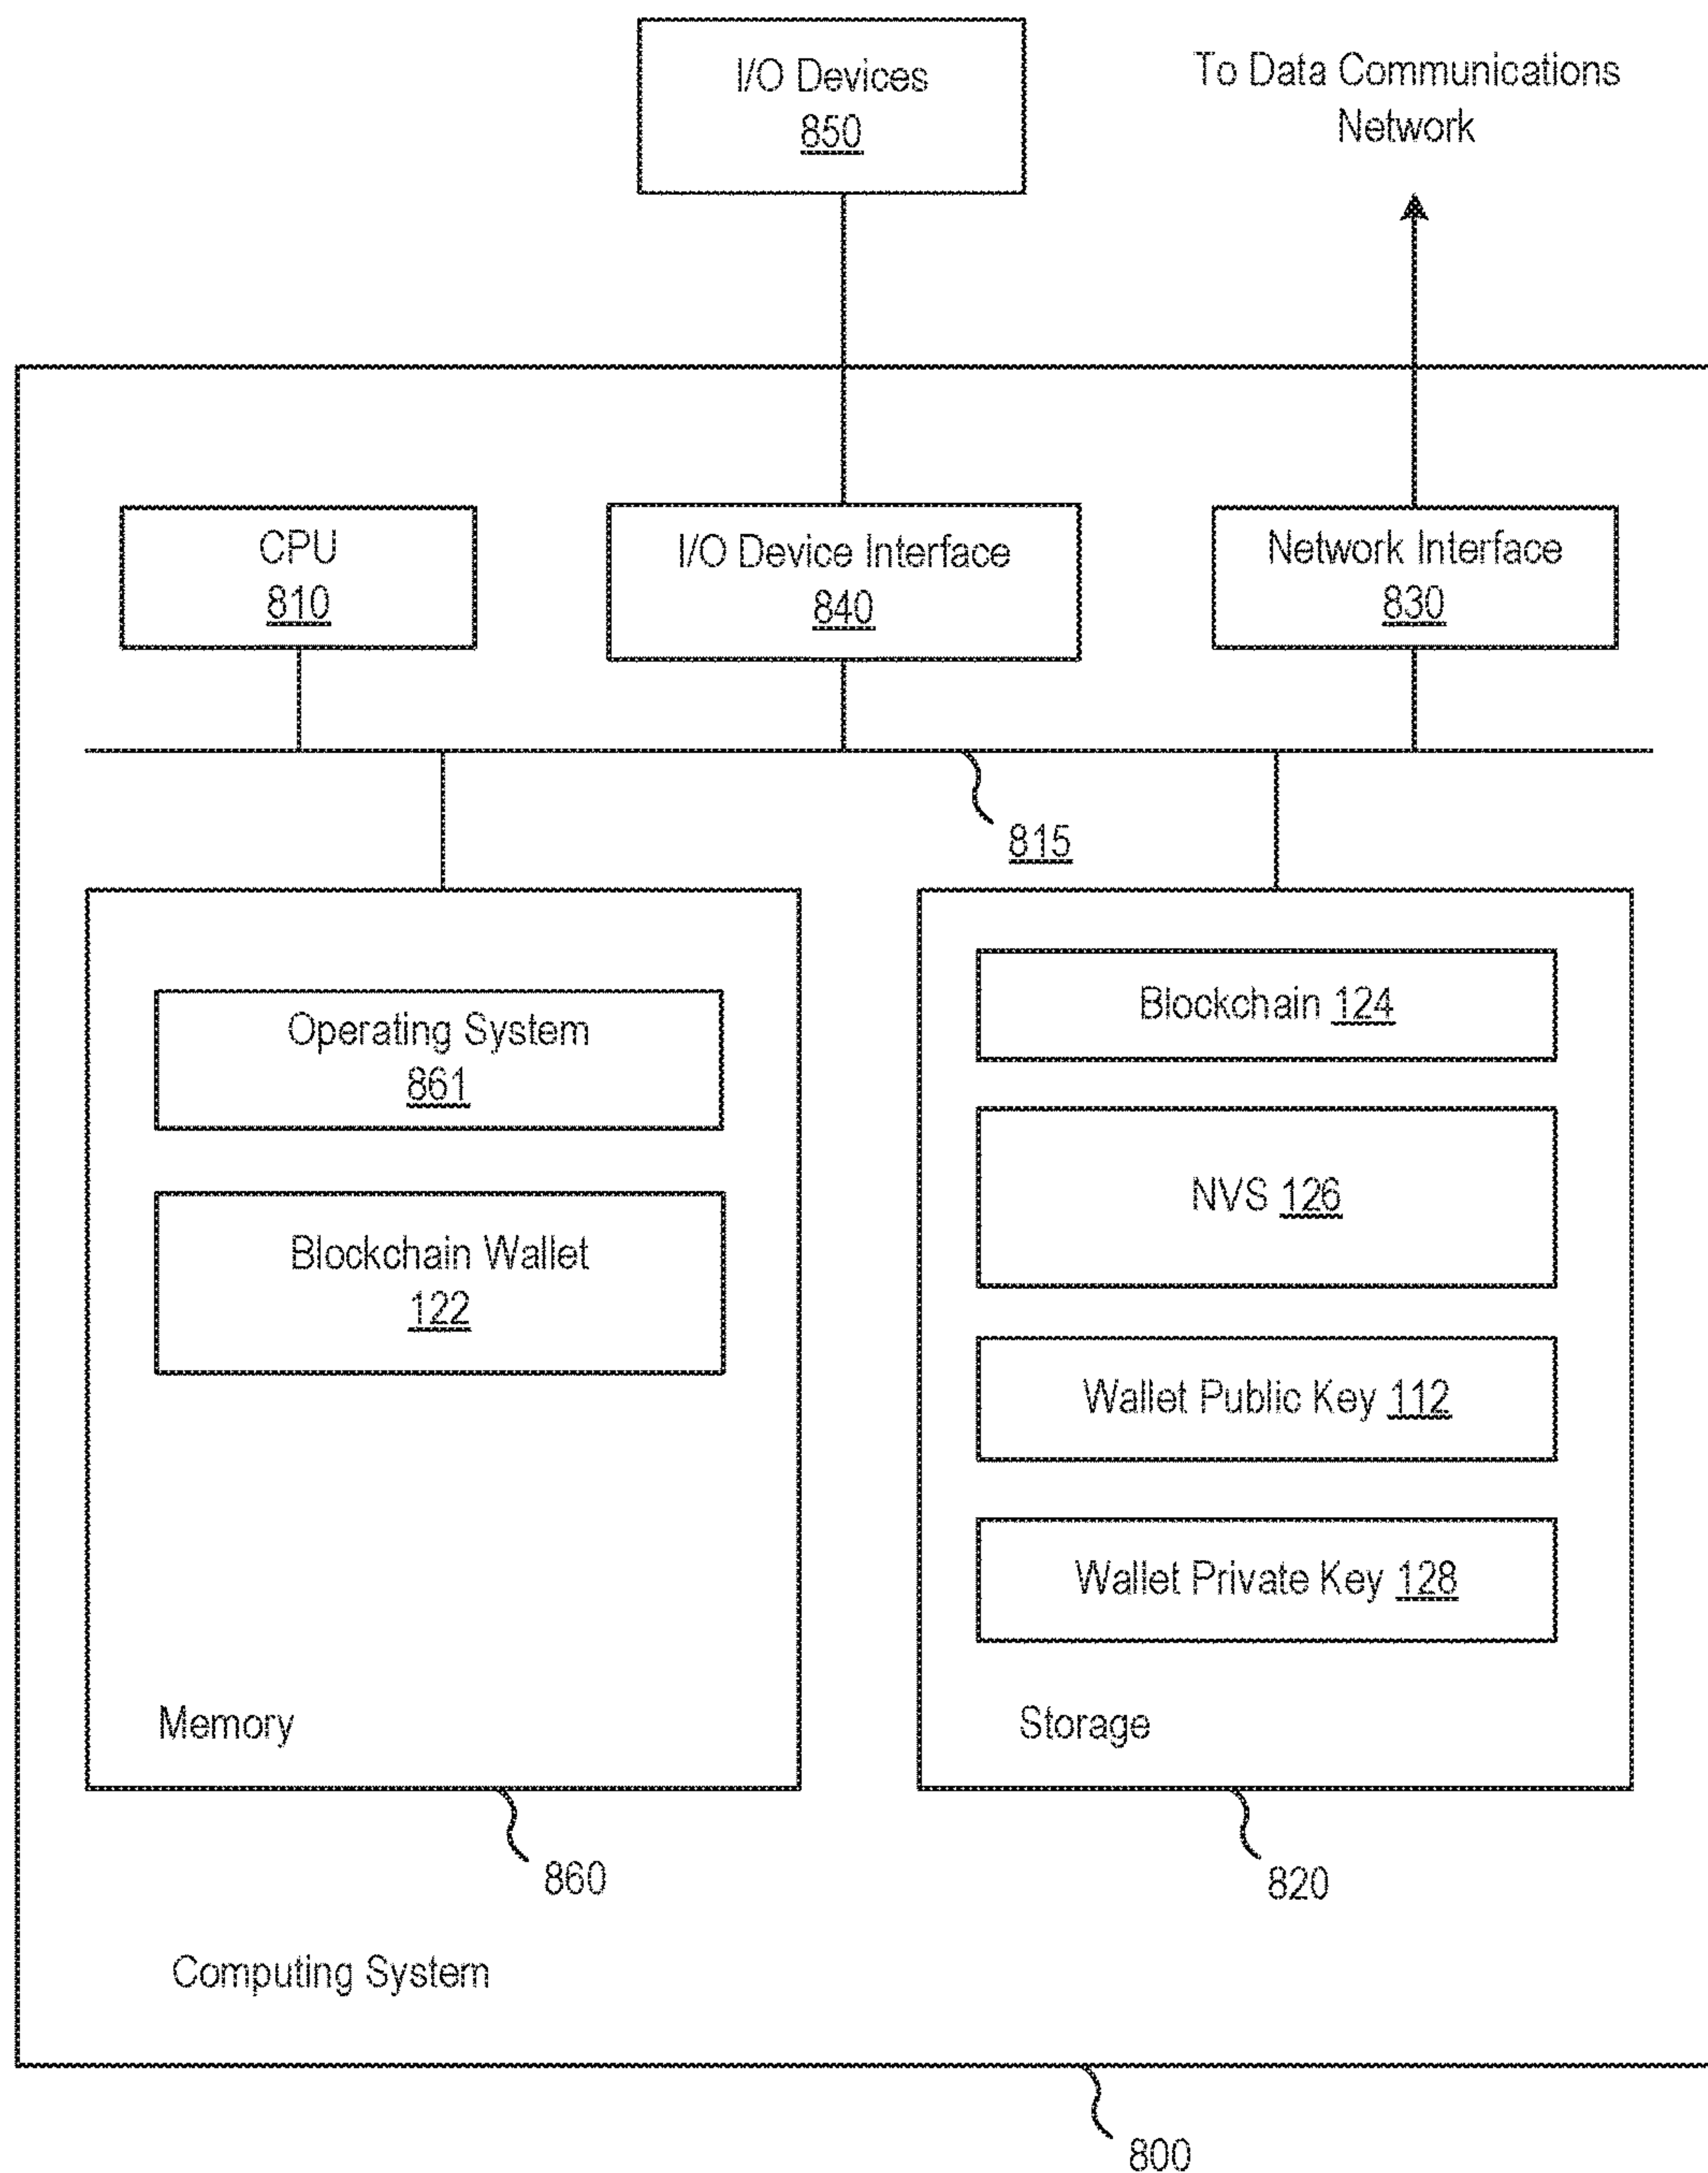 I/O Devices
850
To Data Communications
Network
CPU
810
I/O Device Interface
840
Network Interface
830
815
Operating System
861
Blockchain Wallet
122
Memory
860
Blockchain 124
NVS 126
Wallet Public Key 112
Wallet Private Key 128
Storage
820
Computing System
800